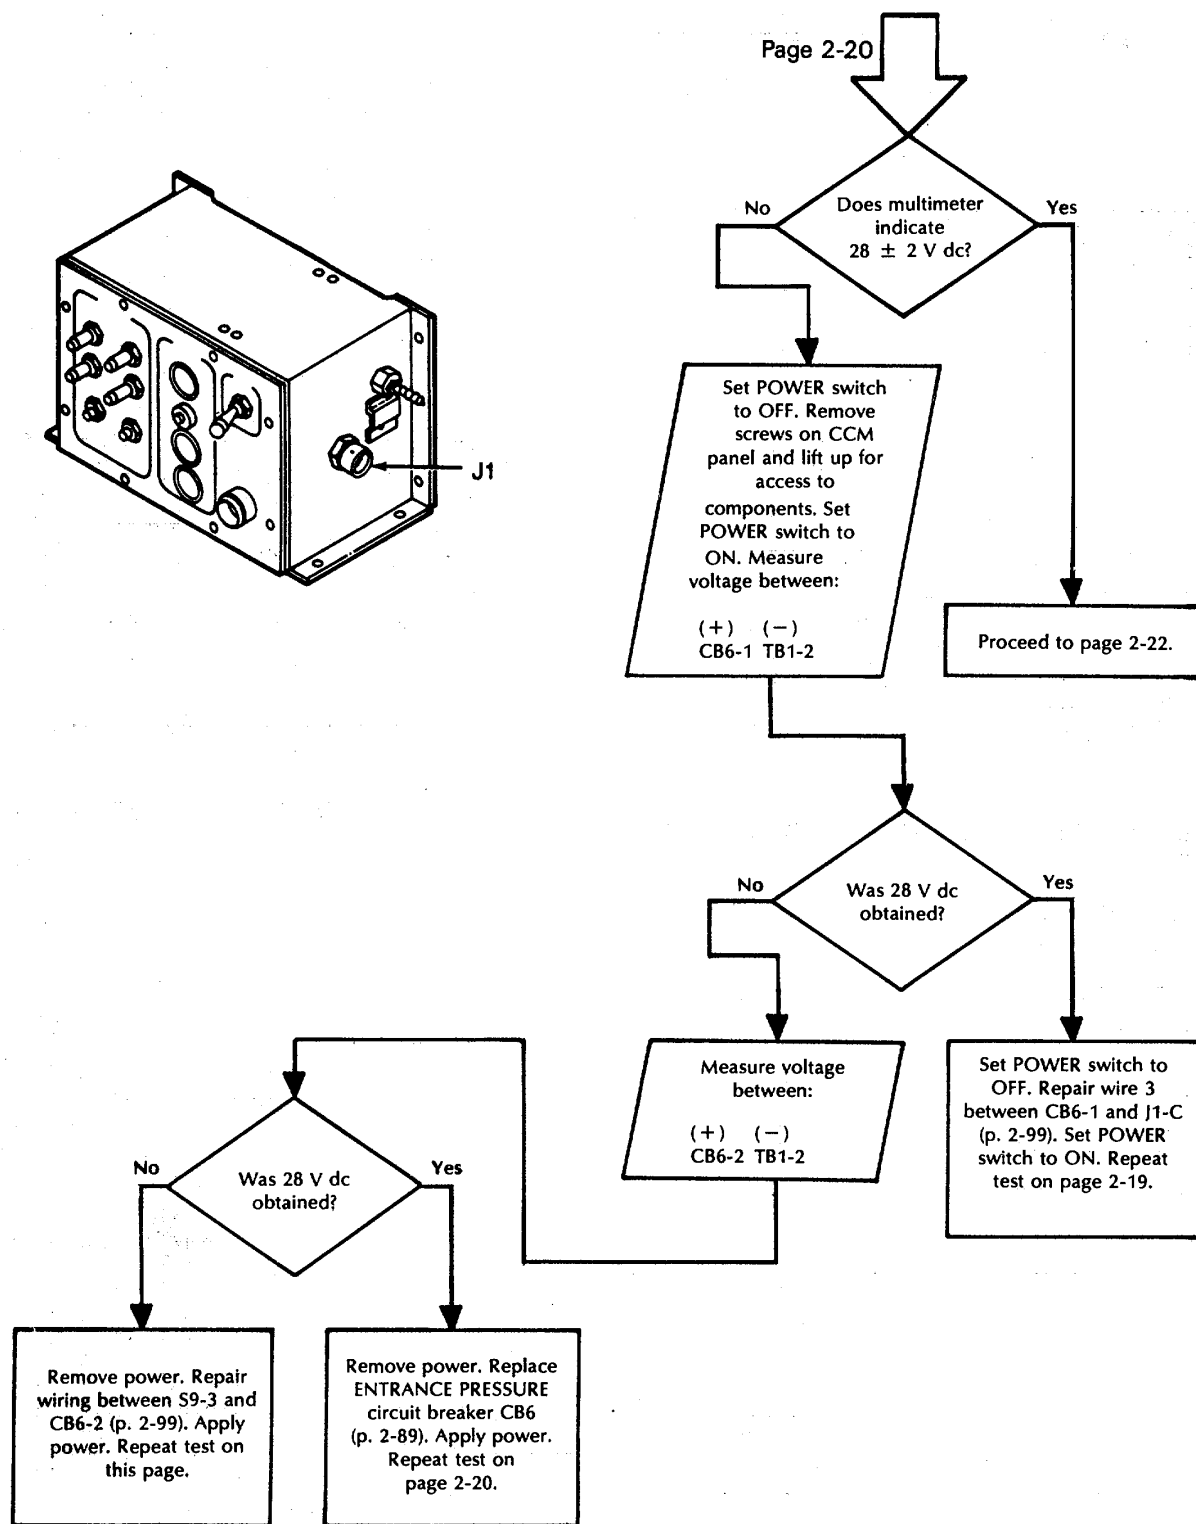 Page 2-20
Does multimeter
indicate
28 ± 2 V dc?
No
Yes
J1
Set POWER switch
to OFF. Remove
screws on CCM
panel and lift up for
access to
components. Set
POWER switch to
ON. Measure
voltage between:
(+) (−)
CB6-1 TB1-2
Proceed to page 2-22.
Was 28 V dc
obtained?
No
Yes
Measure voltage
between:
(+) (−)
CB6-2 TB1-2
Set POWER switch to
OFF. Repair wire 3
between CB6-1 and J1-C
(p. 2-99). Set POWER
switch to ON. Repeat
test on page 2-19.
Was 28 V dc
obtained?
No
Yes
Remove power. Repair
wiring between S9-3 and
CB6-2 (p. 2-99). Apply
power. Repeat test on
this page.
Remove power. Replace
ENTRANCE PRESSURE
circuit breaker CB6
(p. 2-89). Apply power.
Repeat test on
page 2-20.